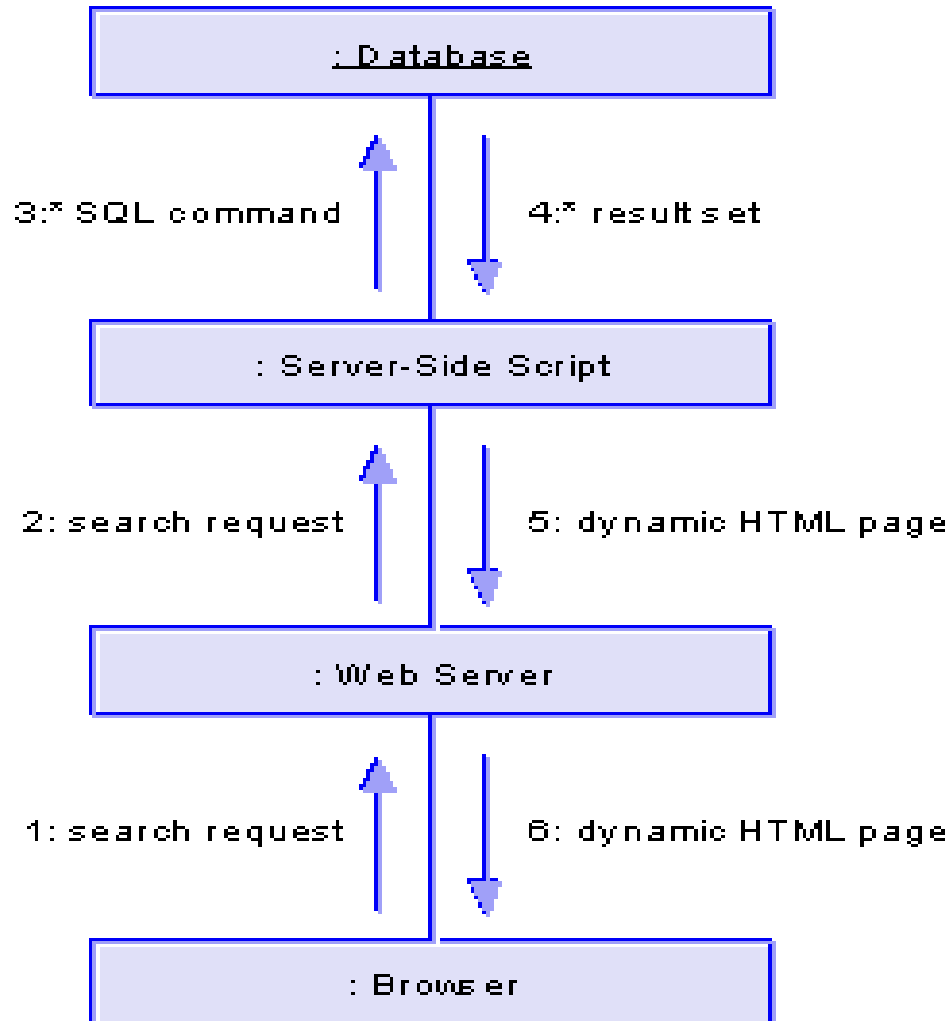 : Database
3:* SQL command
4:* result set
: Server-Side Script
2: search request
5: dynamic HTML page
: Web Server
1: search request
6: dynamic HTML page
: Browser